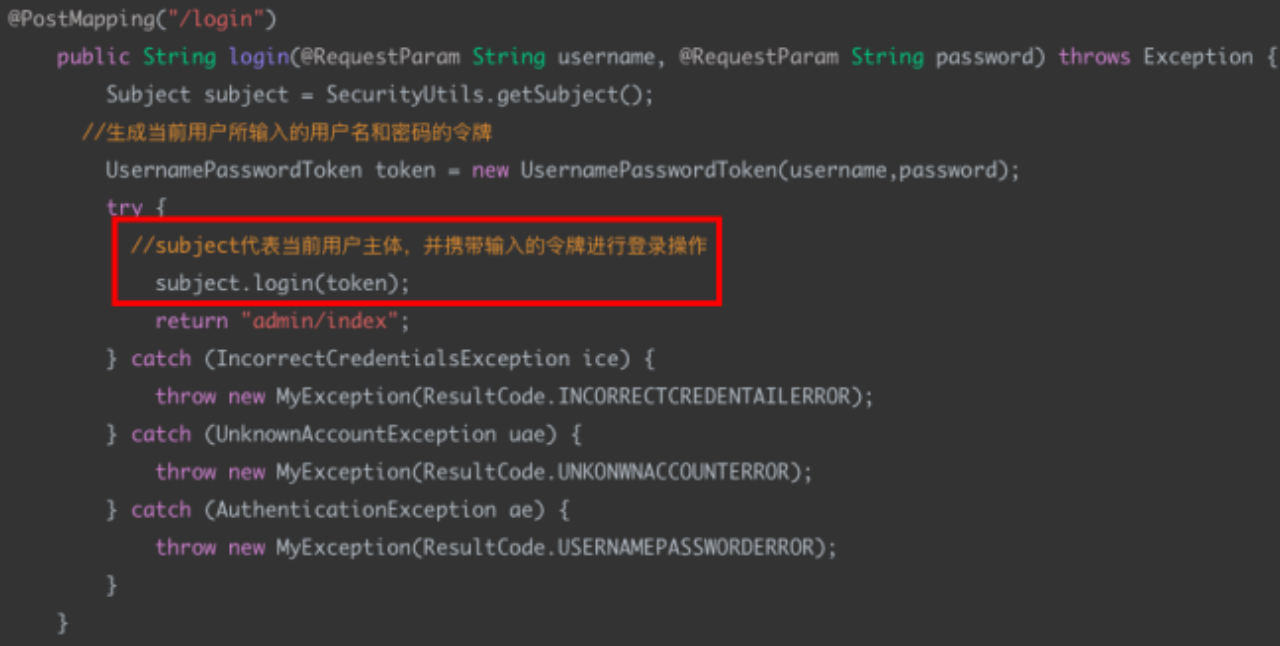 @PostMapping("/login")
public String login(@RequestParam String username, @RequestParam String password) throws Exception {
Subject subject = SecurityUtils.getSubject();
//生成当前用户所输入的用户名和密码的令牌
UsernamePasswordToken token = new UsernamePasswordToken(username,password);
try {
//subject代表当前用户主体，并携带输入的令牌进行登录操作
subject.login(token);
return "admin/index";
} catch (IncorrectCredentialsException ice) {
throw new MyException(ResultCode.INCORRECTCREDENTAILERROR);
} catch (UnknownAccountException uae) {
throw new MyException(ResultCode.UNKONWNACCOUNTERROR);
} catch (AuthenticationException ae) {
throw new MyException(ResultCode.USERNAMEPASSWORDERROR);
}
}